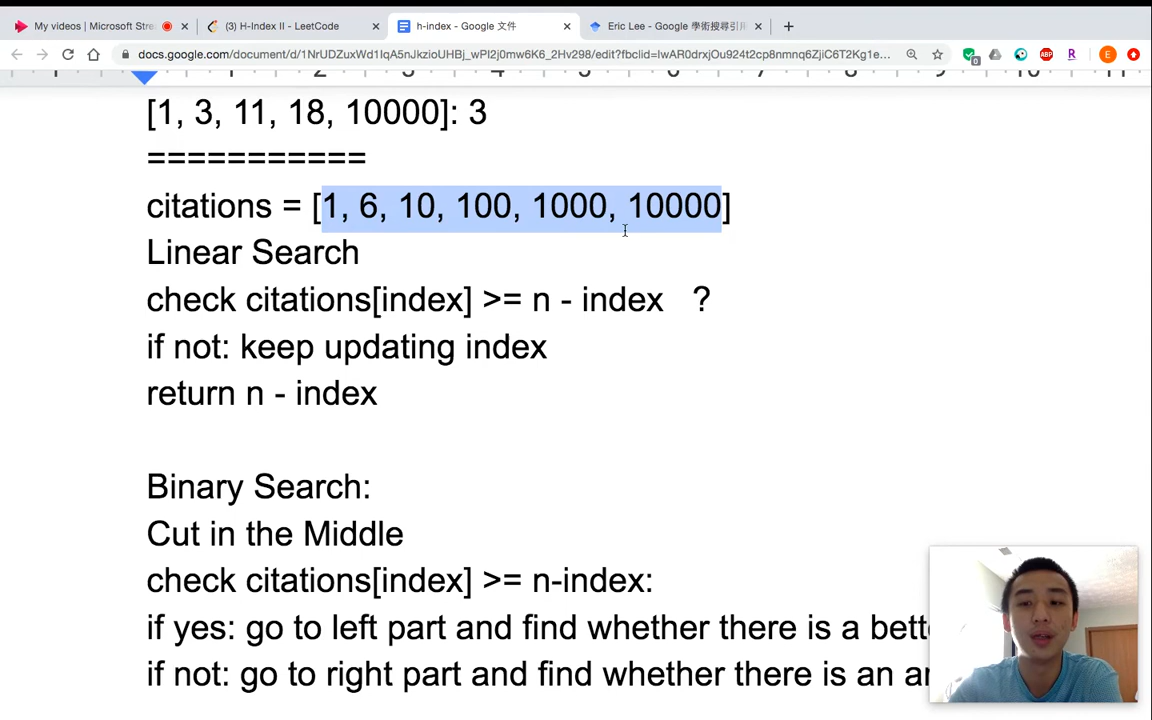 My videos | Microsoft Stre
(3) H-Index II - LeetCode
h-index - Google 文件
Eric Lee - Google 學術搜尋引用
docs.google.com/document/d/1NrUDZuxWd1IqA5nJkzioUHBj_wPI2j0mw6K6_2Hv298/edit?fbclid=IwAR0drxjOu924t2cp8nmnq6ZjiC6T2Kg1e...
[1, 3, 11, 18, 10000]: 3
===========
citations = [1, 6, 10, 100, 1000, 10000]
Linear Search
check citations[index] >= n - index ?
if not: keep updating index
return n - index
Binary Search:
Cut in the Middle
check citations[index] >= n-index:
if yes: go to left part and find whether there is a
if not: go to right part and find whether there is an